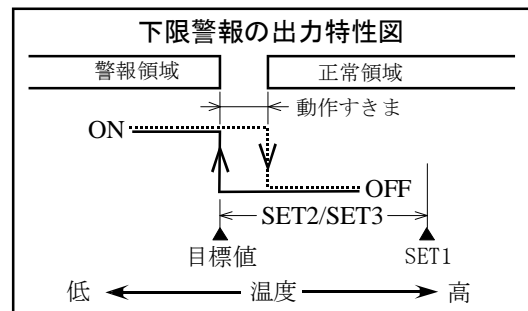 下限警報の出力特性図
警報領域 正常領域
動作すきま
ON
OFF
SET2/SET3
目標値 SET1
低 温度 高